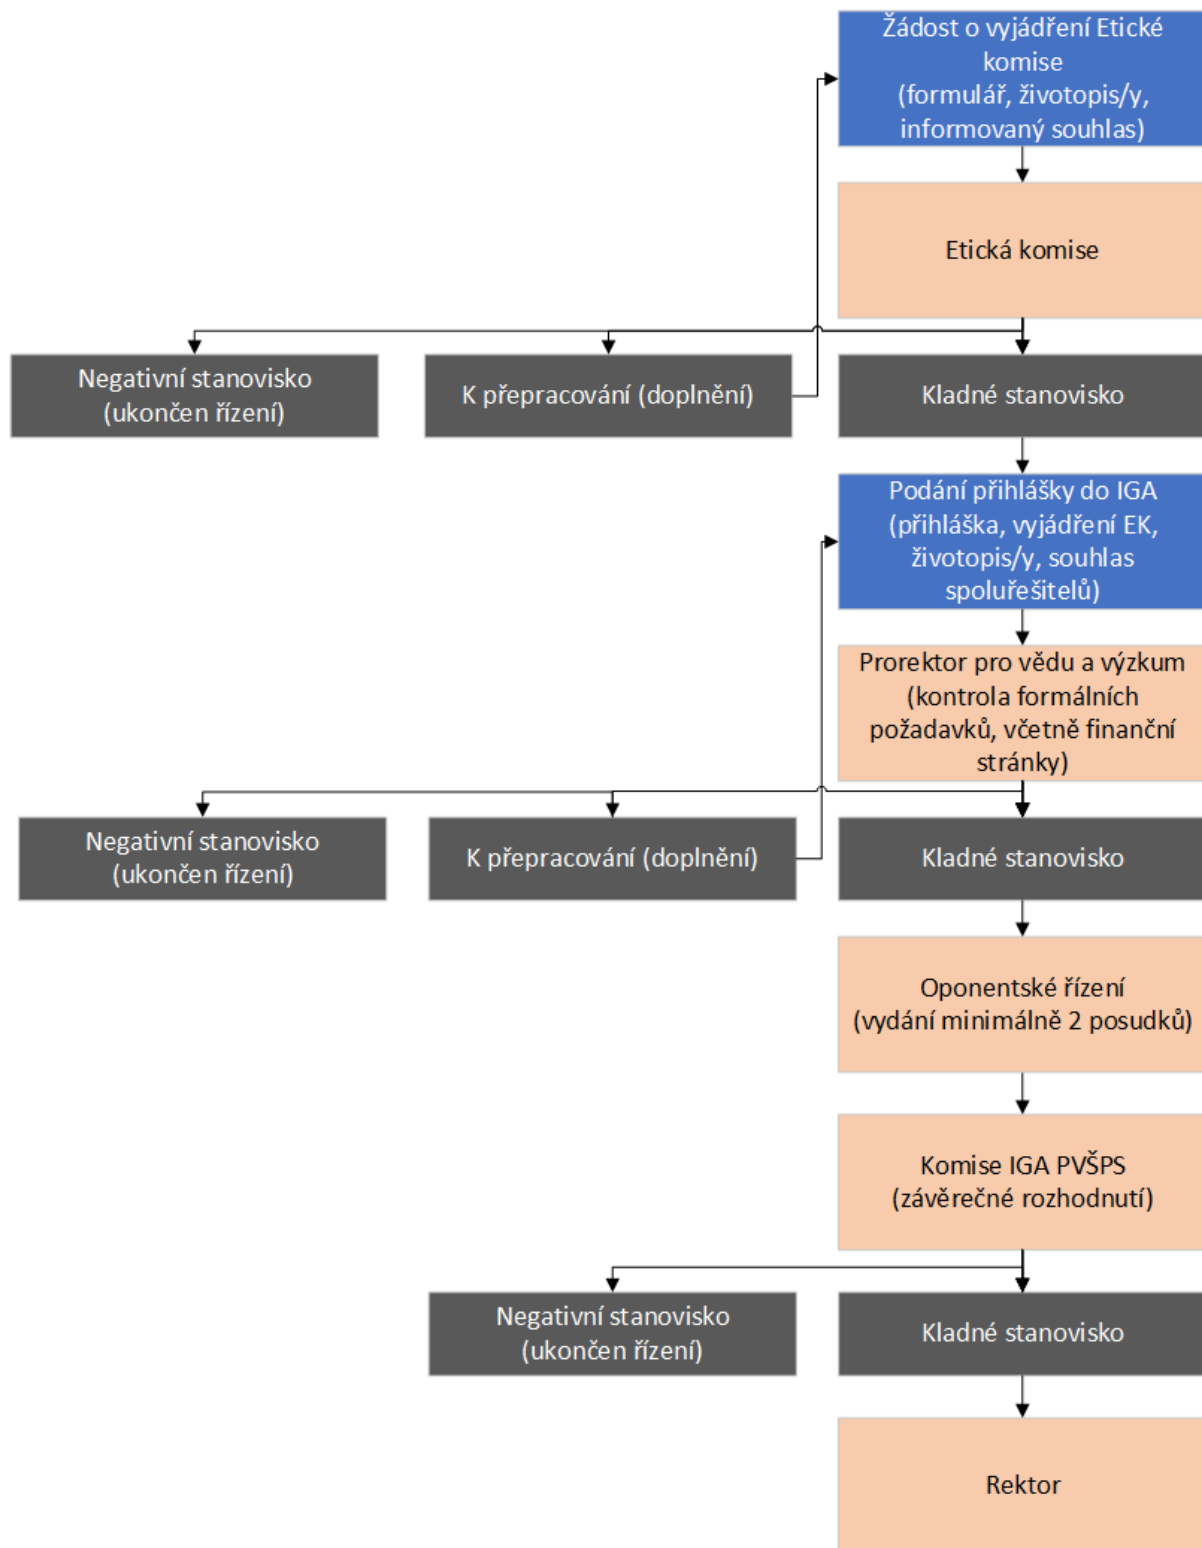 Žádost o vyjádření Etické
komise
(formulář, životopis/y,
informovaný souhlas)
Etická komise
Negativní stanovisko
(ukončen řízení)
K přepracování (doplnění)
Kladné stanovisko
Podání přihlášky do IGA
(přihláška, vyjádření EK,
životopis/y, souhlas
spoluřešitelů)
Prorektor pro vědu a výzkum
(kontrola formálních
požadavků, včetně finanční
stránky)
Negativní stanovisko
(ukončen řízení)
K přepracování (doplnění)
Kladné stanovisko
Oponentské řízení
(vydání minimálně 2 posudků)
Komise IGA PVŠPS
(závěrečné rozhodnutí)
Negativní stanovisko
(ukončen řízení)
Kladné stanovisko
Rektor